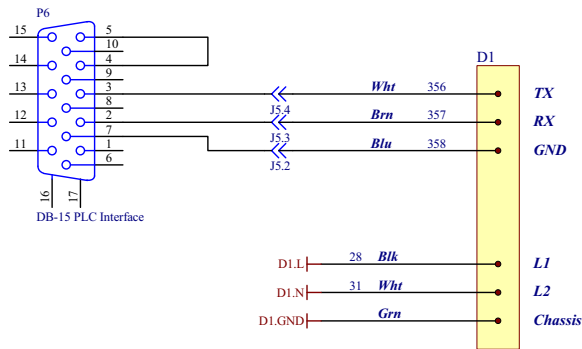 P6
15
5
10
14
4
9
13
3
8
12
2
7
11
1
6
16
17
DB-15 PLC Interface
D1
Wht 356 TX
J5.4
Brn 357 RX
J5.3
Blu 358 GND
J5.2
D1.L 28 Blk L1
D1.N 31 Wht L2
D1.GND Grn Chassis